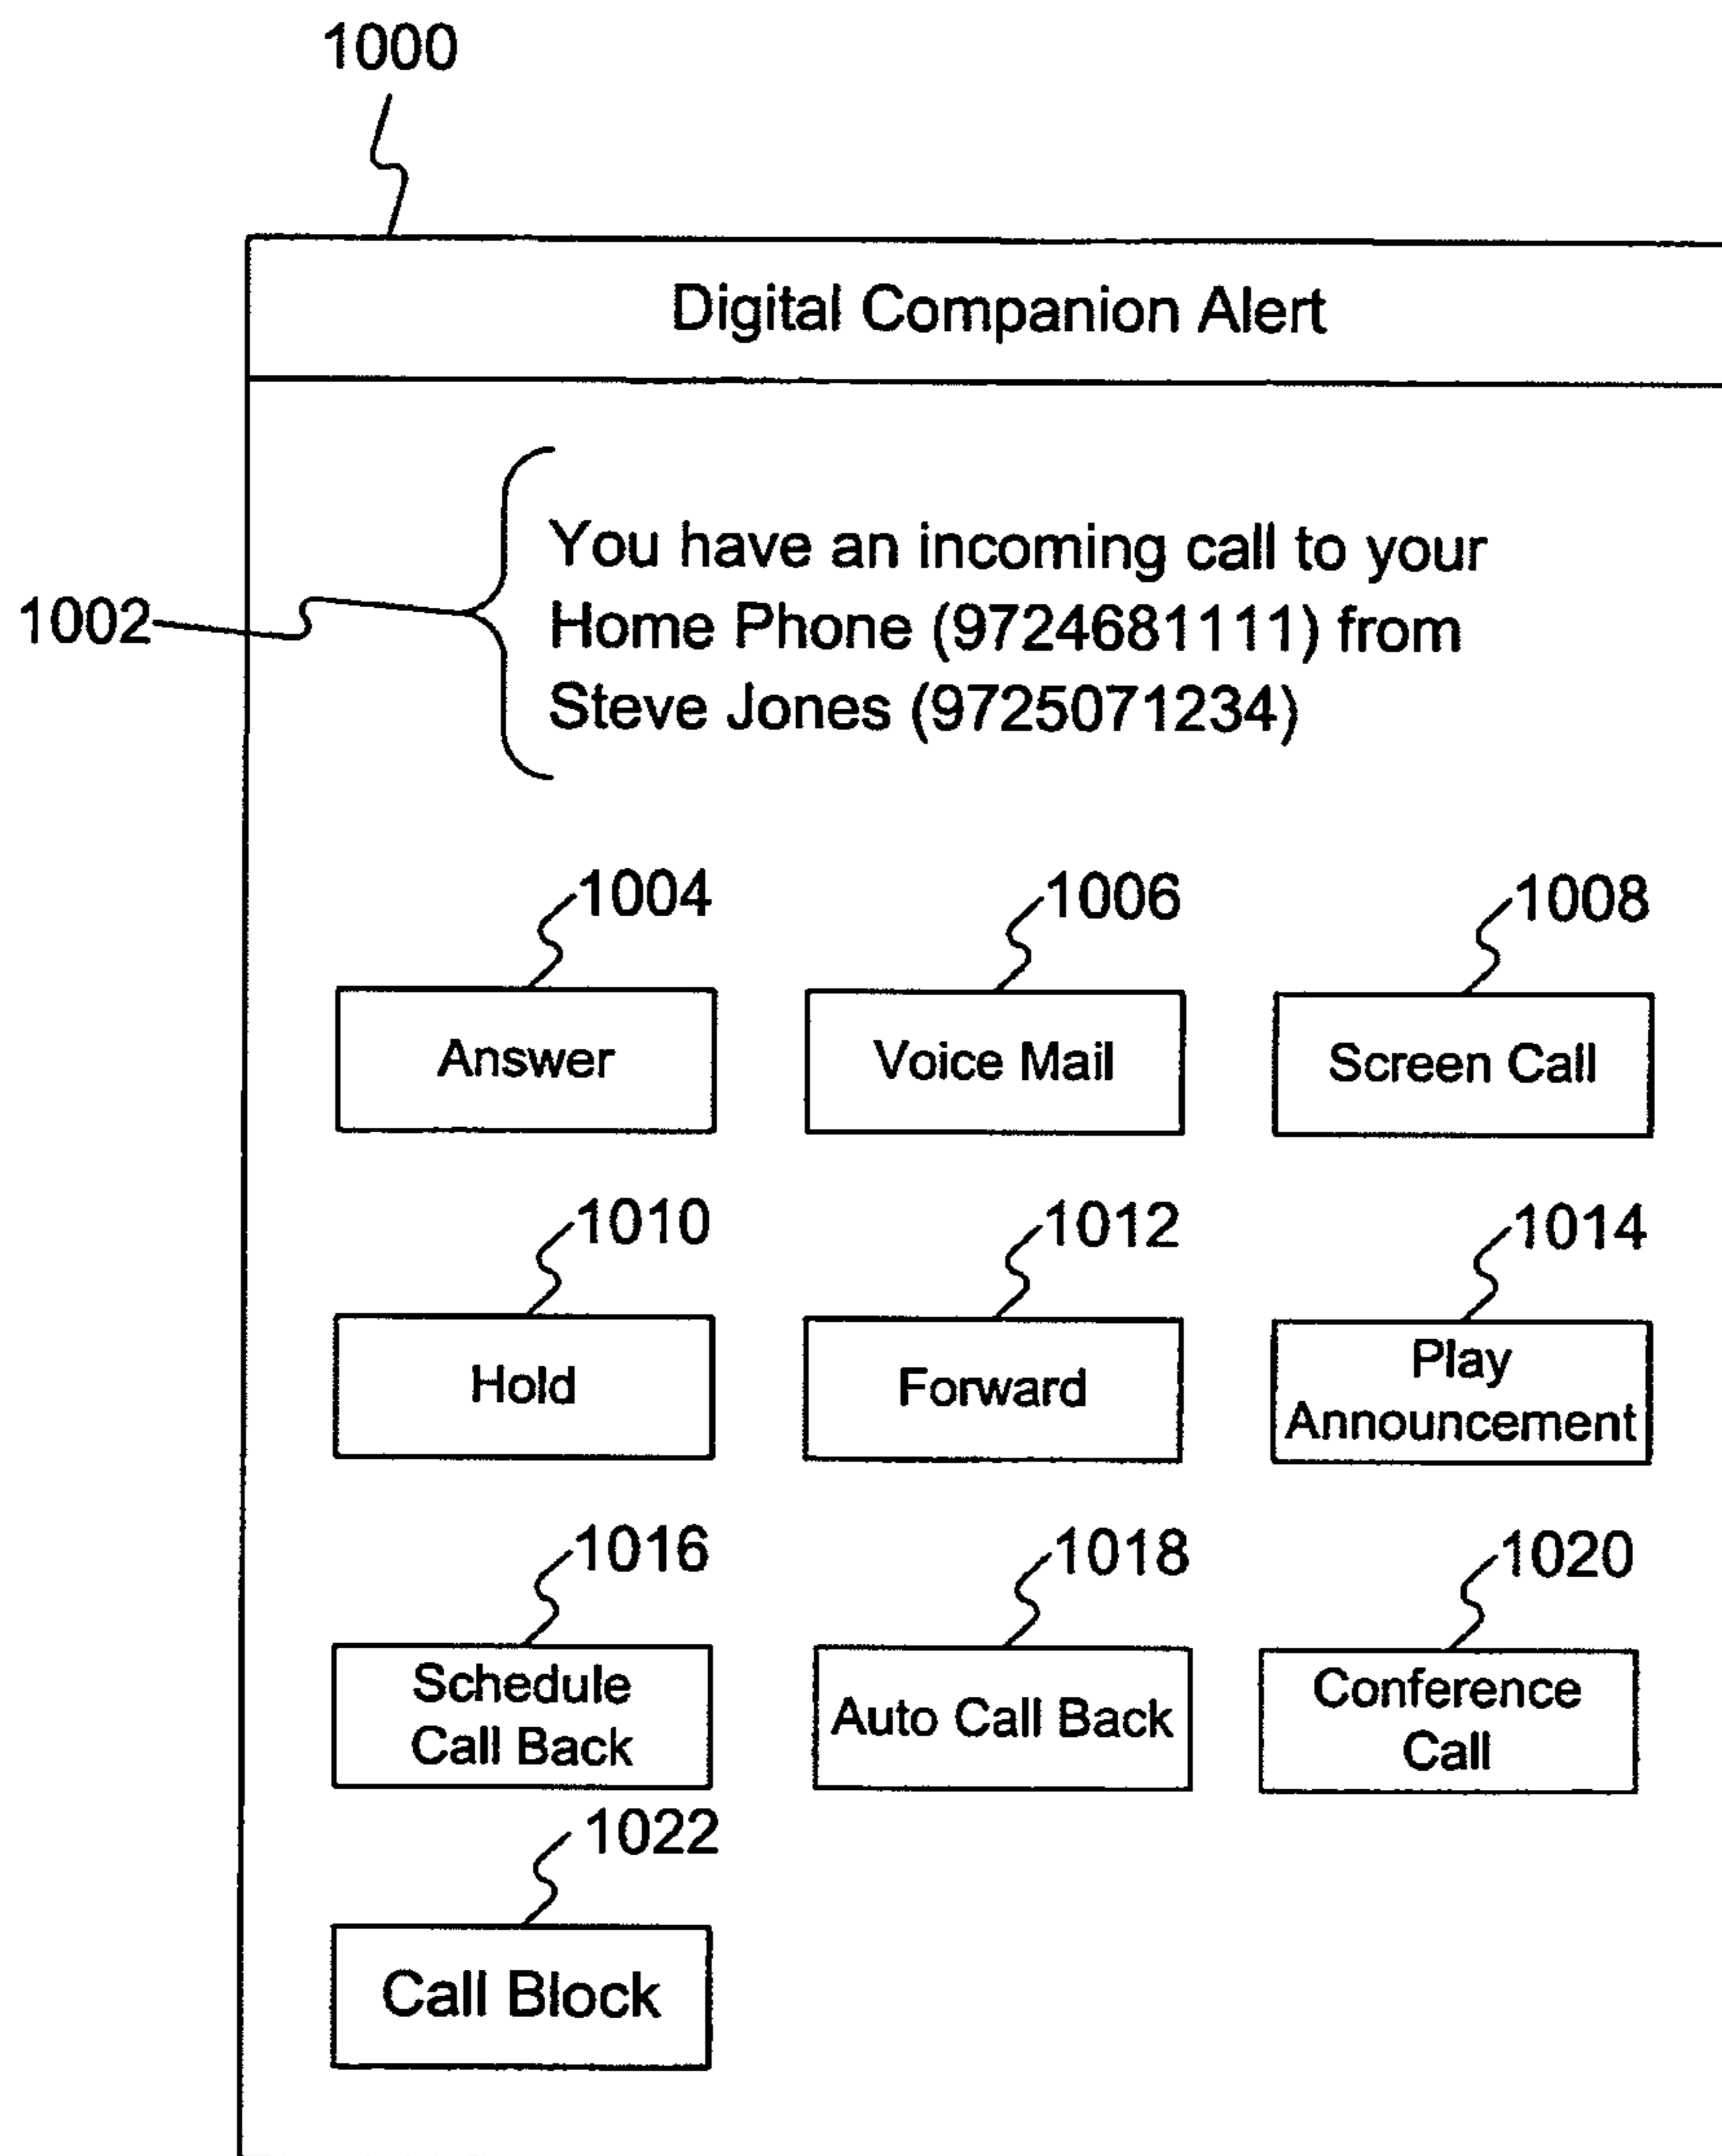 1000
Digital Companion Alert
You have an incoming call to your
1002
Home Phone (9724681111) from
Steve Jones (9725071234)
1004 1006 1008
Answer Voice Mail Screen Call
1010 1012 1014
Hold Forward Play
Announcement
1016 1018 1020
Schedule
Call Back
Auto Call Back
Conference
Call
1022
Call Block